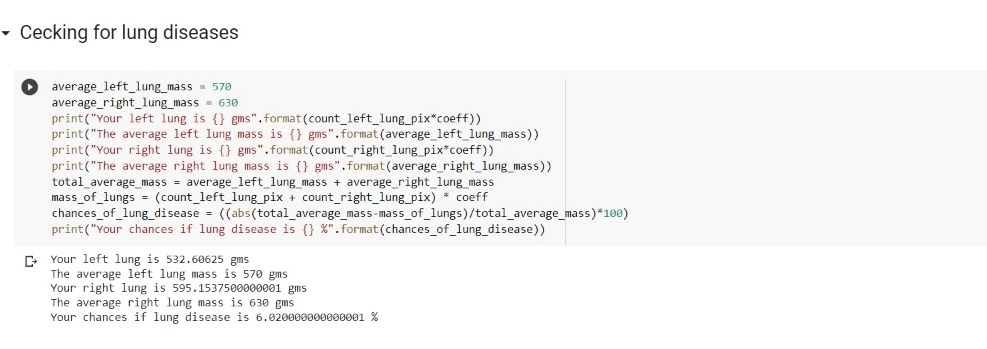 Cecking for lung diseases
average_left_lung_mass = 570
average_right_lung_mass = 630
print("Your left lung is {} gms".format(count_left_lung_pix*coeff))
print("The average left lung mass is {} gms".format(average_left_lung_mass))
print("Your right lung is {} gms".format(count_right_lung_pix*coeff))
print("The average right lung mass is {} gms".format(average_right_lung_mass))
total_average_mass = average_left_lung_mass + average_right_lung_mass
mass_of_lungs = (count_left_lung_pix + count_right_lung_pix) * coeff
chances_of_lung_disease = ((abs(total_average_mass-mass_of_lungs)/total_average_mass)*100)
print("Your chances if lung disease is {} %".format(chances_of_lung_disease))
Your left lung is 532.60625 gms
The average left lung mass is 570 gms
Your right lung is 595.1537500000001 gms
The average right lung mass is 630 gms
Your chances if lung disease is 6.020000000000001 %